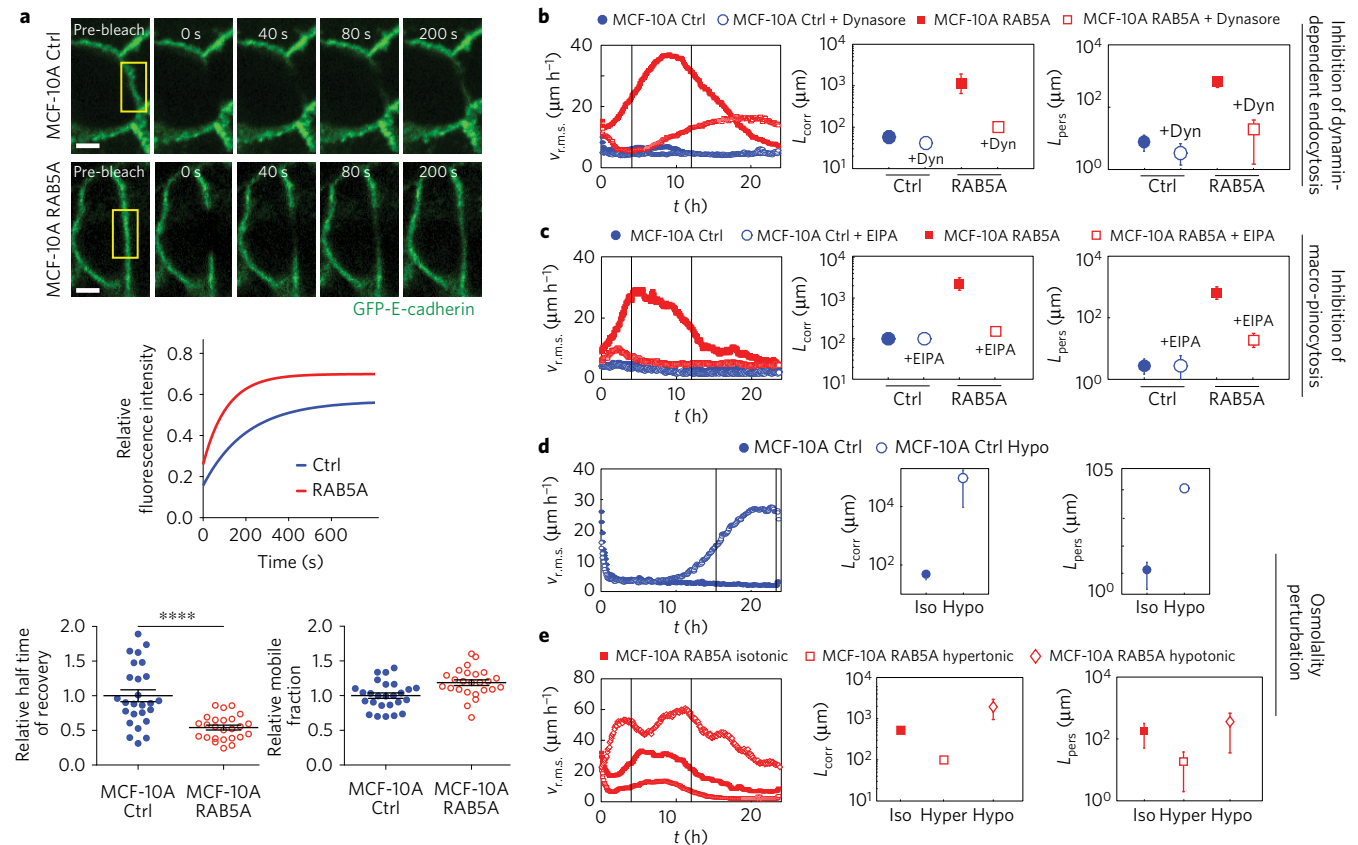 a
MCF-10A Ctrl
Pre-bleach
0 s
40 s
80 s
200 s
MCF-10A RAB5A
Pre-bleach
0 s
40 s
80 s
200 s
GFP-E-cadherin
Relative
fluorescence intensity
0.8
0.6
0.4
0.2
0.0
Ctrl
RAB5A
0 200 400 600
Time (s)
Relative half time
of recovery
2.0
1.5
1.0
0.5
0.0
****
MCF-10A
Ctrl
MCF-10A
RAB5A
Relative mobile
fraction
2.0
1.5
1.0
0.5
0.0
MCF-10A
Ctrl
MCF-10A
RAB5A
b
MCF-10A Ctrl
MCF-10A Ctrl + Dynasore
MCF-10A RAB5A
MCF-10A RAB5A + Dynasore
v r.m.s. (μm h−1)
40
20
10
0
0 10 20
t (h)
Lcorr (μm)
10⁴
10³
10²
10¹
+Dyn
+Dyn
Ctrl
RAB5A
Lpers (μm)
10⁴
10²
10⁰
+Dyn
+Dyn
Ctrl
RAB5A
Inhibition of dynamin-
dependent endocytosis
c
MCF-10A Ctrl
MCF-10A Ctrl + EIPA
MCF-10A RAB5A
MCF-10A RAB5A + EIPA
v r.m.s. (μm h−1)
40
20
10
0
0 10 20
t (h)
Lcorr (μm)
10⁴
10³
10²
10¹
+EIPA
+EIPA
Ctrl
RAB5A
Lpers (μm)
10⁴
10²
10⁰
+EIPA
+EIPA
Ctrl
RAB5A
Inhibition of
macro-pinocytosis
d
MCF-10A Ctrl
MCF-10A Ctrl Hypo
v r.m.s. (μm h−1)
40
30
20
10
0
0 10 20
t (h)
Lcorr (μm)
10⁴
10²
Iso Hypo
Lpers (μm)
105
10⁰
Iso Hypo
Osmolality
perturbation
e
MCF-10A RAB5A isotonic
MCF-10A RAB5A hypertonic
MCF-10A RAB5A hypotonic
v r.m.s. (μm h−1)
80
60
40
20
0
0 10 20
t (h)
Lcorr (μm)
10⁴
10³
10²
10¹
Iso Hyper Hypo
Lpers (μm)
10⁴
10²
10⁰
Iso Hyper Hypo